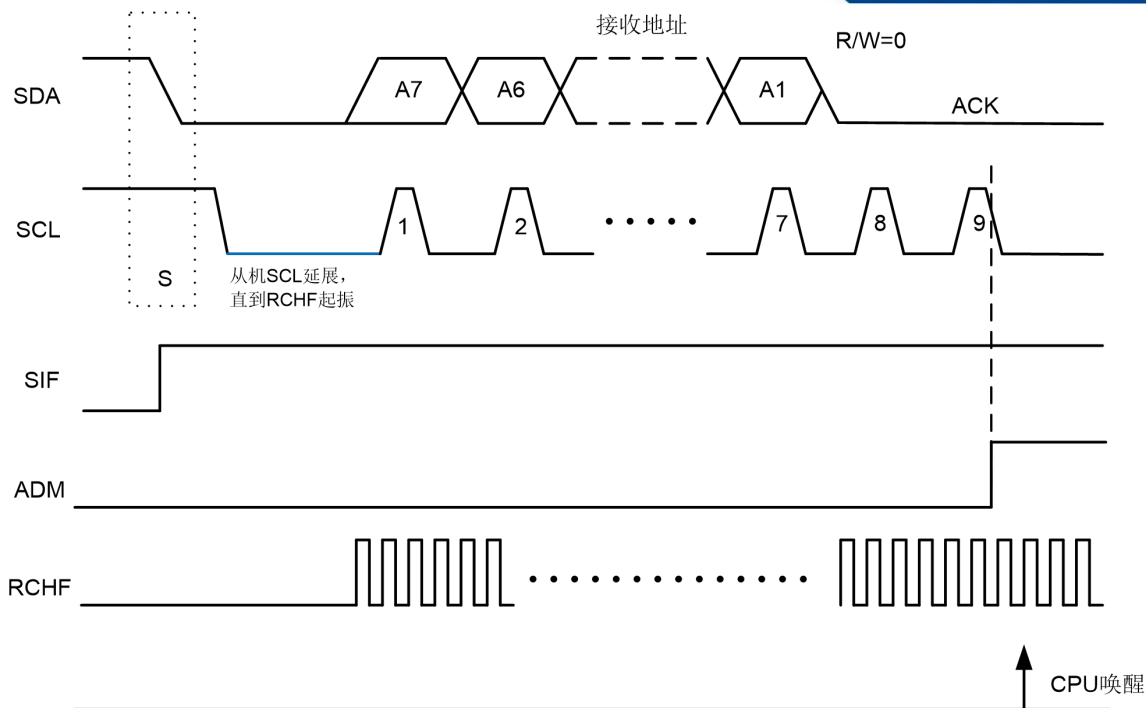 接收地址
R/W=0
SDA
A7
A6
A1
ACK
SCL
1
2
7
8
9
S
从机SCL延展，
直到RCHF起振
SIF
ADM
RCHF
CPU唤醒